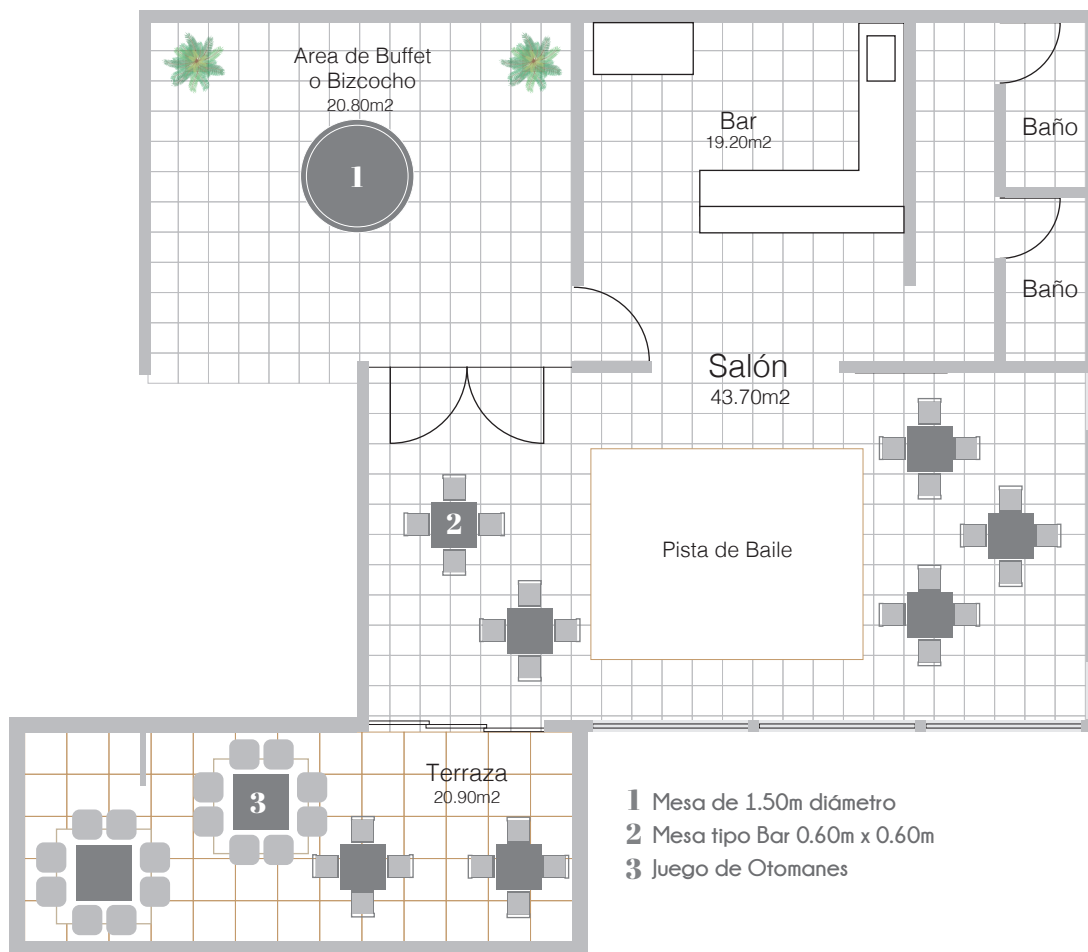 Area de Buffet
o Bizcocho
20.80m2
1
Bar
19.20m2
Baño
Baño
Salón
43.70m2
2
Pista de Baile
Terraza
20.90m2
3
1 Mesa de 1.50m diámetro
2 Mesa tipo Bar 0.60m x 0.60m
3 Juego de Otomanes